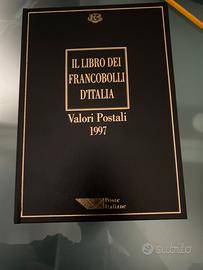 IL LIBRO DEI
FRANCOBOLLI
D'ITALIA
Valori Postali
1997
Poste
Italiane
subito